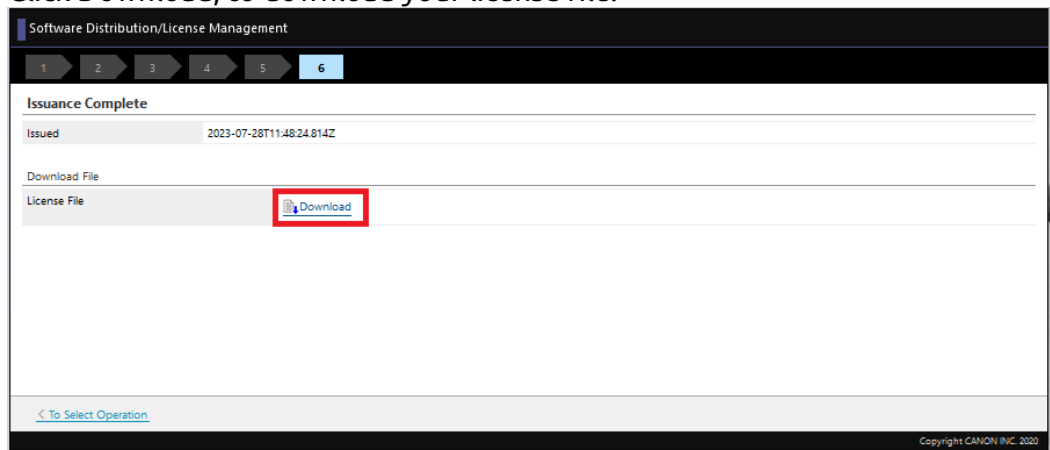 Software Distribution/License Management
1 2 3 4 5 6
Issuance Complete
Issued 2023-07-28T11:48:24.814Z
Download File
License File Download
< To Select Operation
Copyright CANON INC. 2020